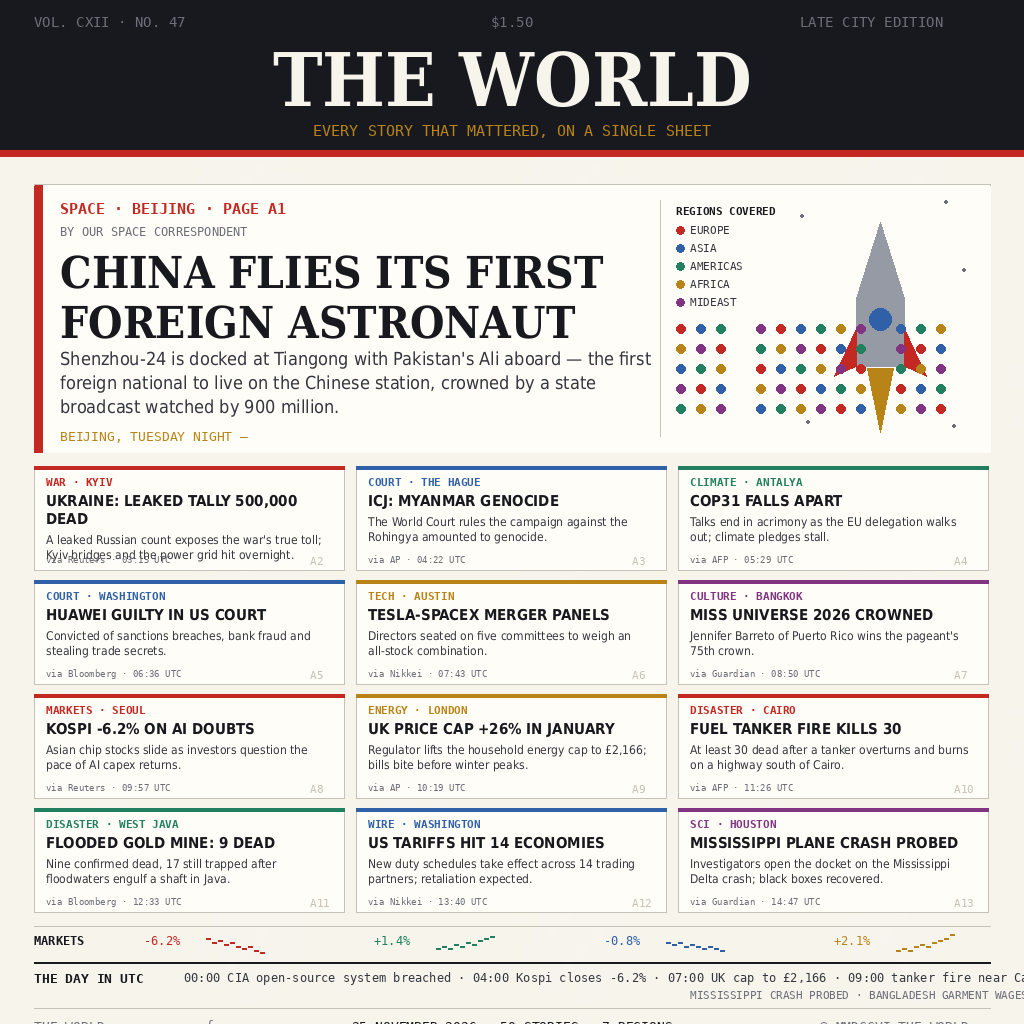 VOL. CXII · NO. 47
$1.50
LATE CITY EDITION
THE WORLD
EVERY STORY THAT MATTERED, ON A SINGLE SHEET
SPACE · BEIJING · PAGE A1
BY OUR SPACE CORRESPONDENT
CHINA FLIES ITS FIRST
FOREIGN ASTRONAUT
Shenzhou-24 is docked at Tiangong with Pakistan's Ali aboard — the first
foreign national to live on the Chinese station, crowned by a state
broadcast watched by 900 million.
BEIJING, TUESDAY NIGHT —
REGIONS COVERED
EUROPE
ASIA
AMERICAS
AFRICA
MIDEAST
WAR · KYIV
UKRAINE: LEAKED TALLY 500,000
DEAD
A leaked Russian count exposes the war's true toll;
Kyiv bridges and the power grid hit overnight.
via Reuters · 03:15 UTC
A2
COURT · THE HAGUE
ICJ: MYANMAR GENOCIDE
The World Court rules the campaign against the
Rohingya amounted to genocide.
via AP · 04:22 UTC
A3
CLIMATE · ANTALYA
COP31 FALLS APART
Talks end in acrimony as the EU delegation walks
out; climate pledges stall.
via AFP · 05:29 UTC
A4
COURT · WASHINGTON
HUAWEI GUILTY IN US COURT
Convicted of sanctions breaches, bank fraud and
stealing trade secrets.
via Bloomberg · 06:36 UTC
A5
TECH · AUSTIN
TESLA-SPACEX MERGER PANELS
Directors seated on five committees to weigh an
all-stock combination.
via Nikkei · 07:43 UTC
A6
CULTURE · BANGKOK
MISS UNIVERSE 2026 CROWNED
Jennifer Barreto of Puerto Rico wins the pageant's
75th crown.
via Guardian · 08:50 UTC
A7
MARKETS · SEOUL
KOSPI -6.2% ON AI DOUBTS
Asian chip stocks slide as investors question the
pace of AI capex returns.
via Reuters · 09:57 UTC
A8
ENERGY · LONDON
UK PRICE CAP +26% IN JANUARY
Regulator lifts the household energy cap to £2,166;
bills bite before winter peaks.
via AP · 10:19 UTC
A9
DISASTER · CAIRO
FUEL TANKER FIRE KILLS 30
At least 30 dead after a tanker overturns and burns
on a highway south of Cairo.
via AFP · 11:26 UTC
A10
DISASTER · WEST JAVA
FLOODED GOLD MINE: 9 DEAD
Nine confirmed dead, 17 still trapped after
floodwaters engulf a shaft in Java.
via Bloomberg · 12:33 UTC
A11
WIRE · WASHINGTON
US TARIFFS HIT 14 ECONOMIES
New duty schedules take effect across 14 trading
partners; retaliation expected.
via Nikkei · 13:40 UTC
A12
SCI · HOUSTON
MISSISSIPPI PLANE CRASH PROBED
Investigators open the docket on the Mississippi
Delta crash; black boxes recovered.
via Guardian · 14:47 UTC
A13
MARKETS -6.2% +1.4% -0.8% +2.1%
THE DAY IN UTC 00:00 CIA open-source system breached · 04:00 Kospi closes -6.2% · 07:00 UK cap to £2,166 · 09:00 tanker fire near Ca
MISSISSIPPI CRASH PROBED · BANGLADESH GARMENT WAGES